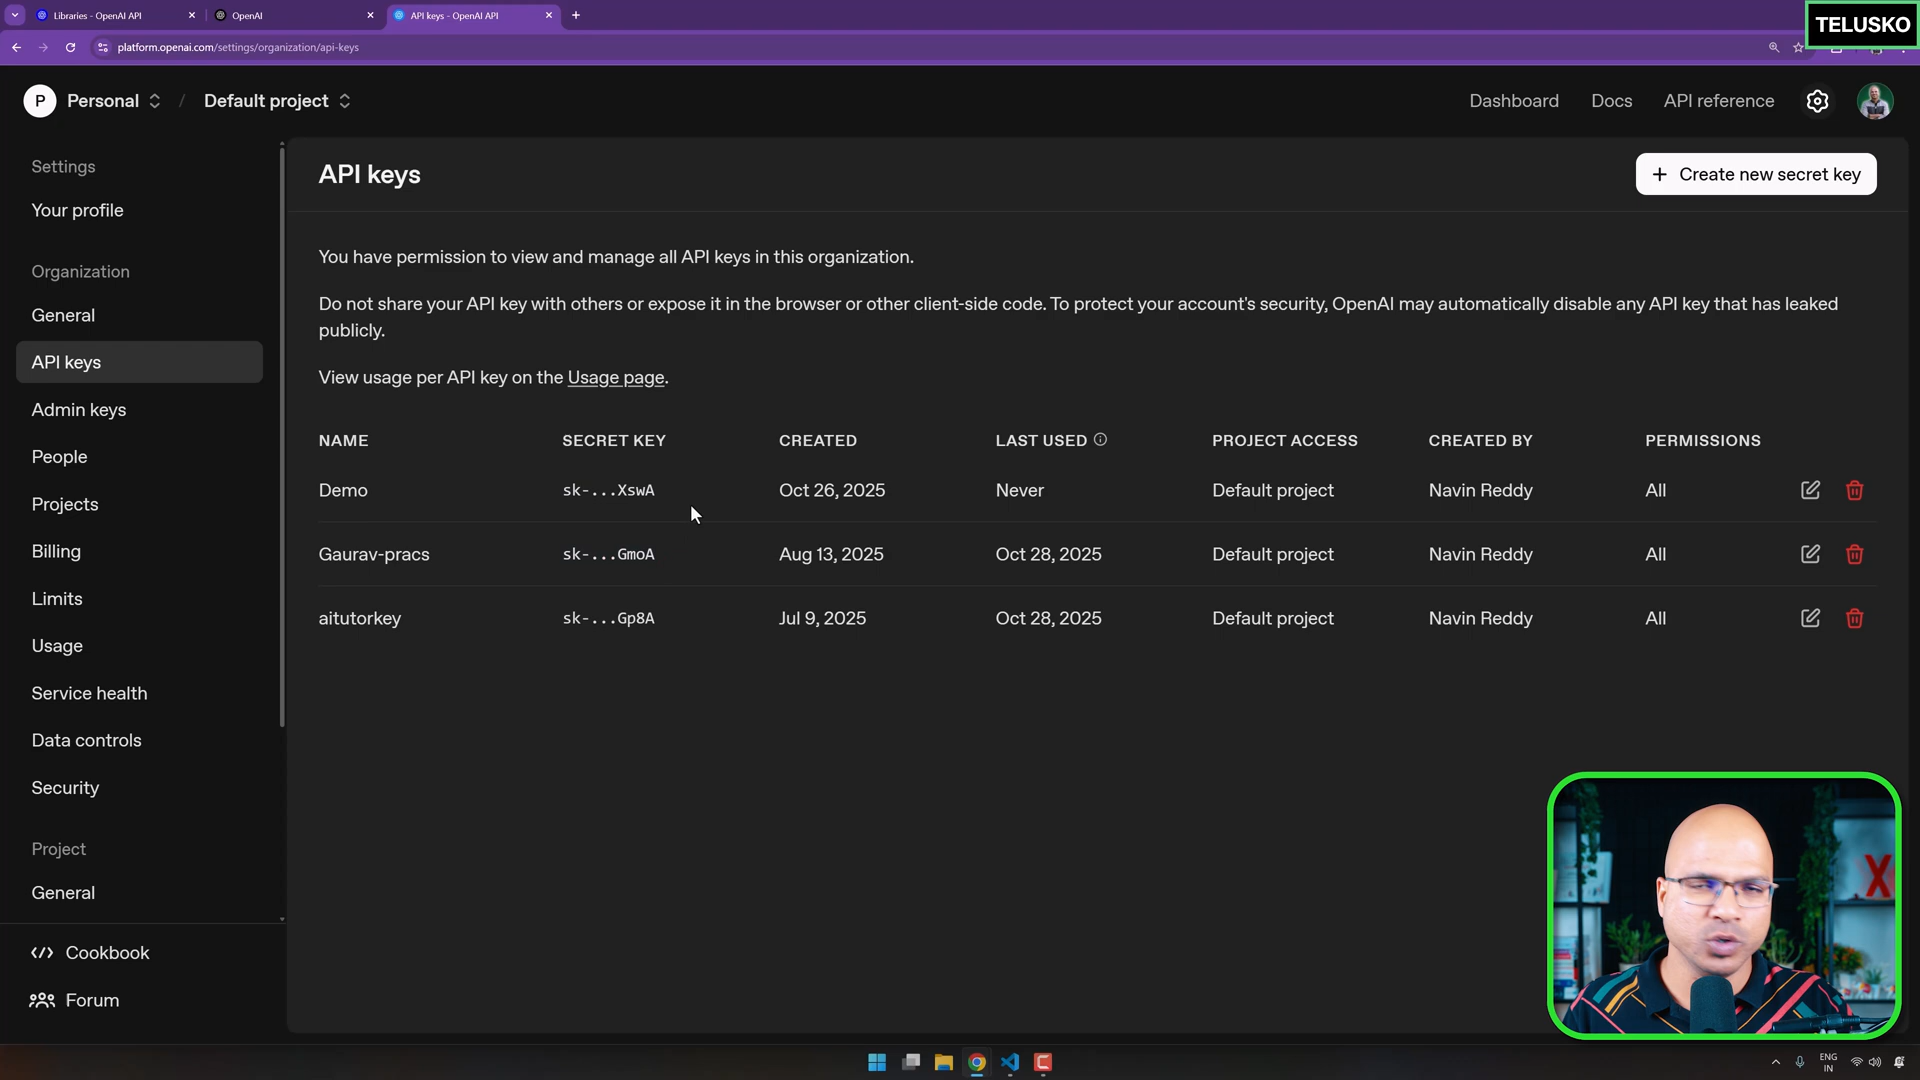 Libraries - OpenAI API
OpenAI
API keys - OpenAI API
TELUSKO
platform.openai.com/settings/organization/api-keys
P Personal / Default project
Dashboard Docs API reference
Settings
Your profile
Organization
General
API keys
Admin keys
People
Projects
Billing
Limits
Usage
Service health
Data controls
Security
Project
General
Cookbook
Forum
API keys
+ Create new secret key
You have permission to view and manage all API keys in this organization.
Do not share your API key with others or expose it in the browser or other client-side code. To protect your account's security, OpenAI may automatically disable any API key that has leaked
publicly.
View usage per API key on the Usage page.
NAME SECRET KEY CREATED LAST USED PROJECT ACCESS CREATED BY PERMISSIONS
Demo sk-...XswA Oct 26, 2025 Never Default project Navin Reddy All
Gaurav-pracs sk-...GmoA Aug 13, 2025 Oct 28, 2025 Default project Navin Reddy All
aitutorkey sk-...Gp8A Jul 9, 2025 Oct 28, 2025 Default project Navin Reddy All
X
ENG
IN